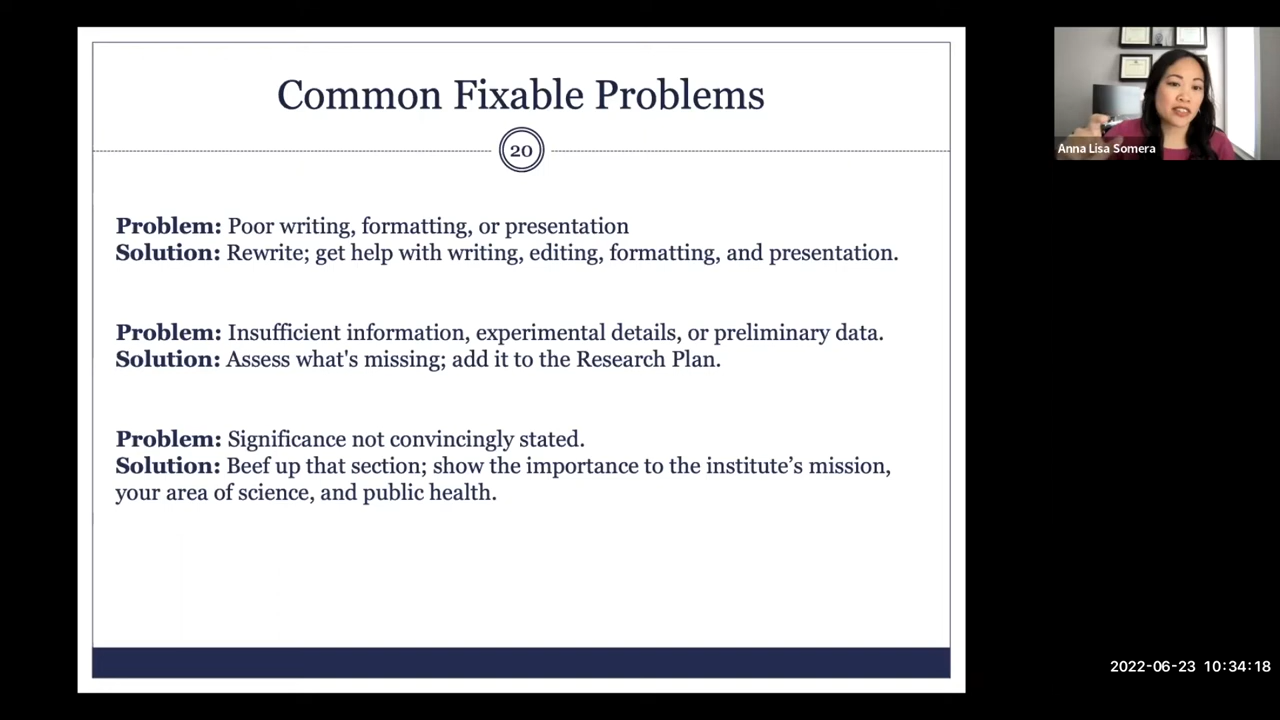 Common Fixable Problems
20
Problem: Poor writing, formatting, or presentation
Solution: Rewrite; get help with writing, editing, formatting, and presentation.
Problem: Insufficient information, experimental details, or preliminary data.
Solution: Assess what's missing; add it to the Research Plan.
Problem: Significance not convincingly stated.
Solution: Beef up that section; show the importance to the institute’s mission,
your area of science, and public health.
Anna Lisa Somera
2022-06-23 10:34:18